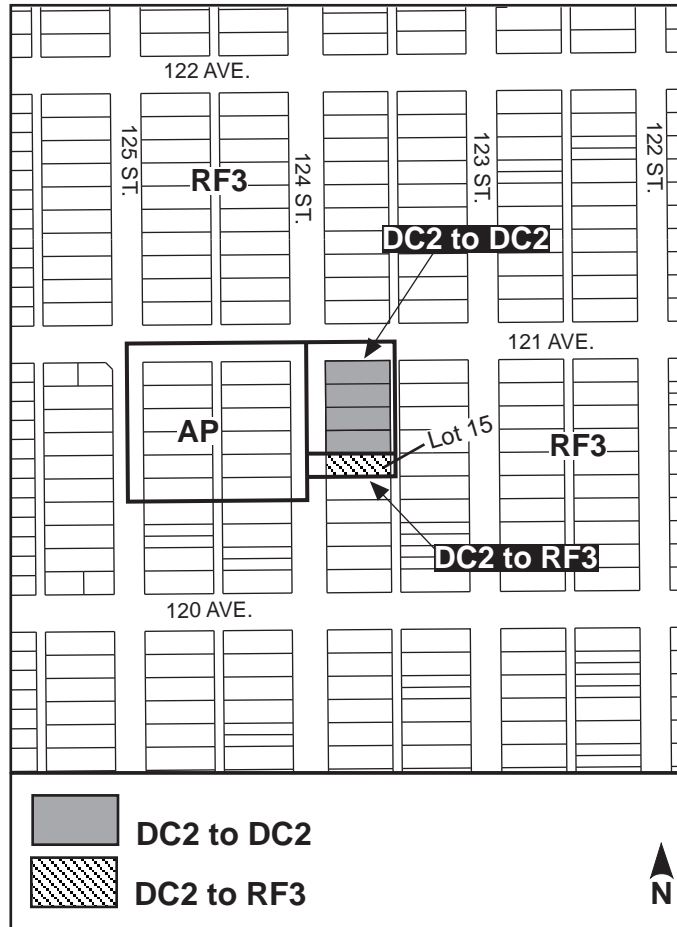 122 AVE.
125 ST.
RF3
124 ST.
123 ST.
122 ST.
DC2 to DC2
121 AVE.
AP
Lot 15
RF3
DC2 to RF3
120 AVE.
DC2 to DC2
DC2 to RF3
N